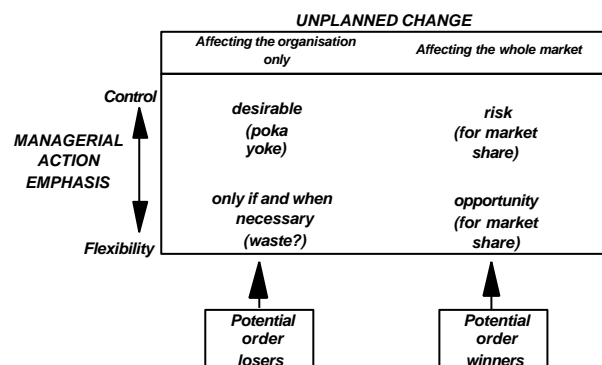 UNPLANNED CHANGE
Affecting the organisation
only
Affecting the whole market
Control
MANAGERIAL
ACTION
EMPHASIS
Flexibility
desirable
(poka
yoke)
risk
(for market
share)
only if and when
necessary
(waste?)
opportunity
(for market
share)
Potential
order
losers
Potential
order
winners